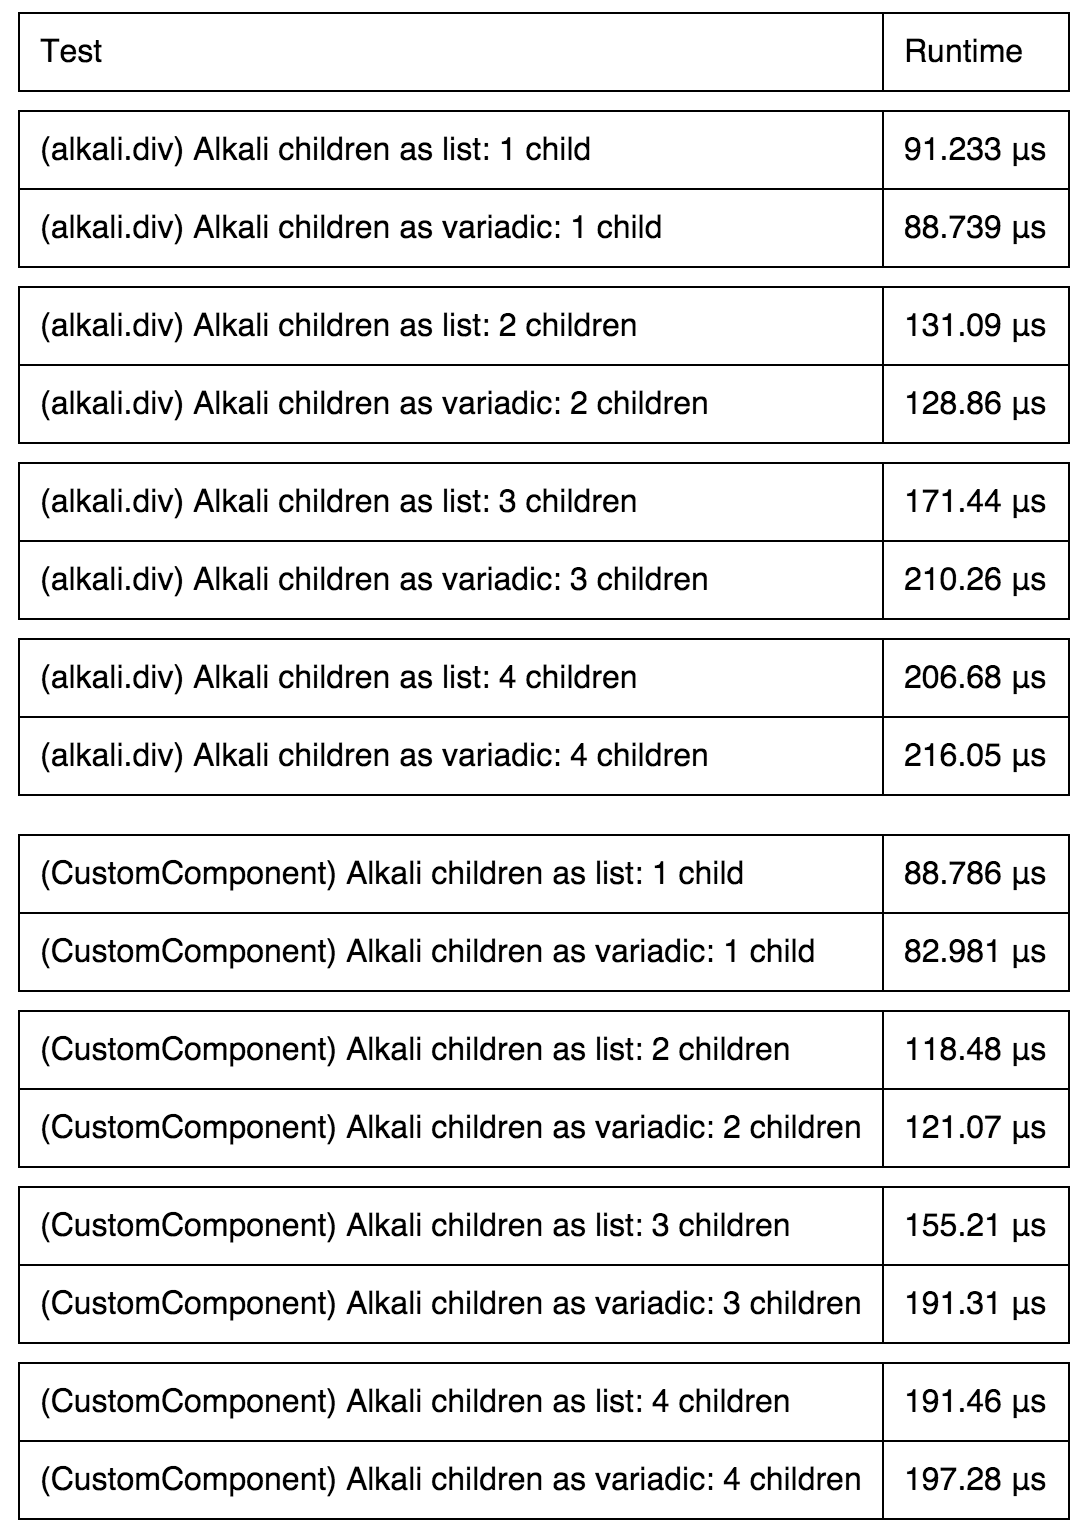 Test Runtime
(alkali.div) Alkali children as list: 1 child 91.233 µs
(alkali.div) Alkali children as variadic: 1 child 88.739 µs
(alkali.div) Alkali children as list: 2 children 131.09 µs
(alkali.div) Alkali children as variadic: 2 children 128.86 µs
(alkali.div) Alkali children as list: 3 children 171.44 µs
(alkali.div) Alkali children as variadic: 3 children 210.26 µs
(alkali.div) Alkali children as list: 4 children 206.68 µs
(alkali.div) Alkali children as variadic: 4 children 216.05 µs
(CustomComponent) Alkali children as list: 1 child 88.786 µs
(CustomComponent) Alkali children as variadic: 1 child 82.981 µs
(CustomComponent) Alkali children as list: 2 children 118.48 µs
(CustomComponent) Alkali children as variadic: 2 children 121.07 µs
(CustomComponent) Alkali children as list: 3 children 155.21 µs
(CustomComponent) Alkali children as variadic: 3 children 191.31 µs
(CustomComponent) Alkali children as list: 4 children 191.46 µs
(CustomComponent) Alkali children as variadic: 4 children 197.28 µs